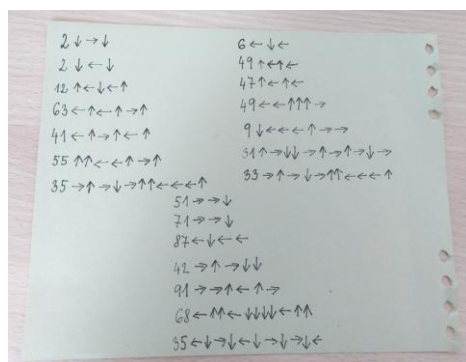 2 ↓ → ↓
2 ↓ ← ↓
12 ↑ ← ↓ ← ↑
63 ← ↑ ← ↑ → ↑
41 ← ↑ → ↑ ← ↑
55 ↑ ↑ ← ← ↑ → ↑
35 → ↑ → ↓ → ↑ ↑ ← ← ← ↑
6 ← ↓ ←
49 ↑ ← ↑ ←
47 ↑ ← ↑ ←
49 ← ← ↑ ↑ ↑ →
9 ↓ ← ← ← ↑ → →
31 ↑ → ↓ ↓ → ↑ → ↑ → ↓ →
33 → ↑ → ↓ → ↑ ↑ ← ← ← ↑
51 → → ↓
71 → → ↓
87 ← ↓ ← ←
42 → ↑ → ↓ ↓
91 → → ↑ ← ↑ →
68 ← ↑ ↑ ← ↓ ↓ ↓ ↓ ← ↑ ↑
35 ← ↓ → ↓ ← ↓ → ↓ → ↓ ←